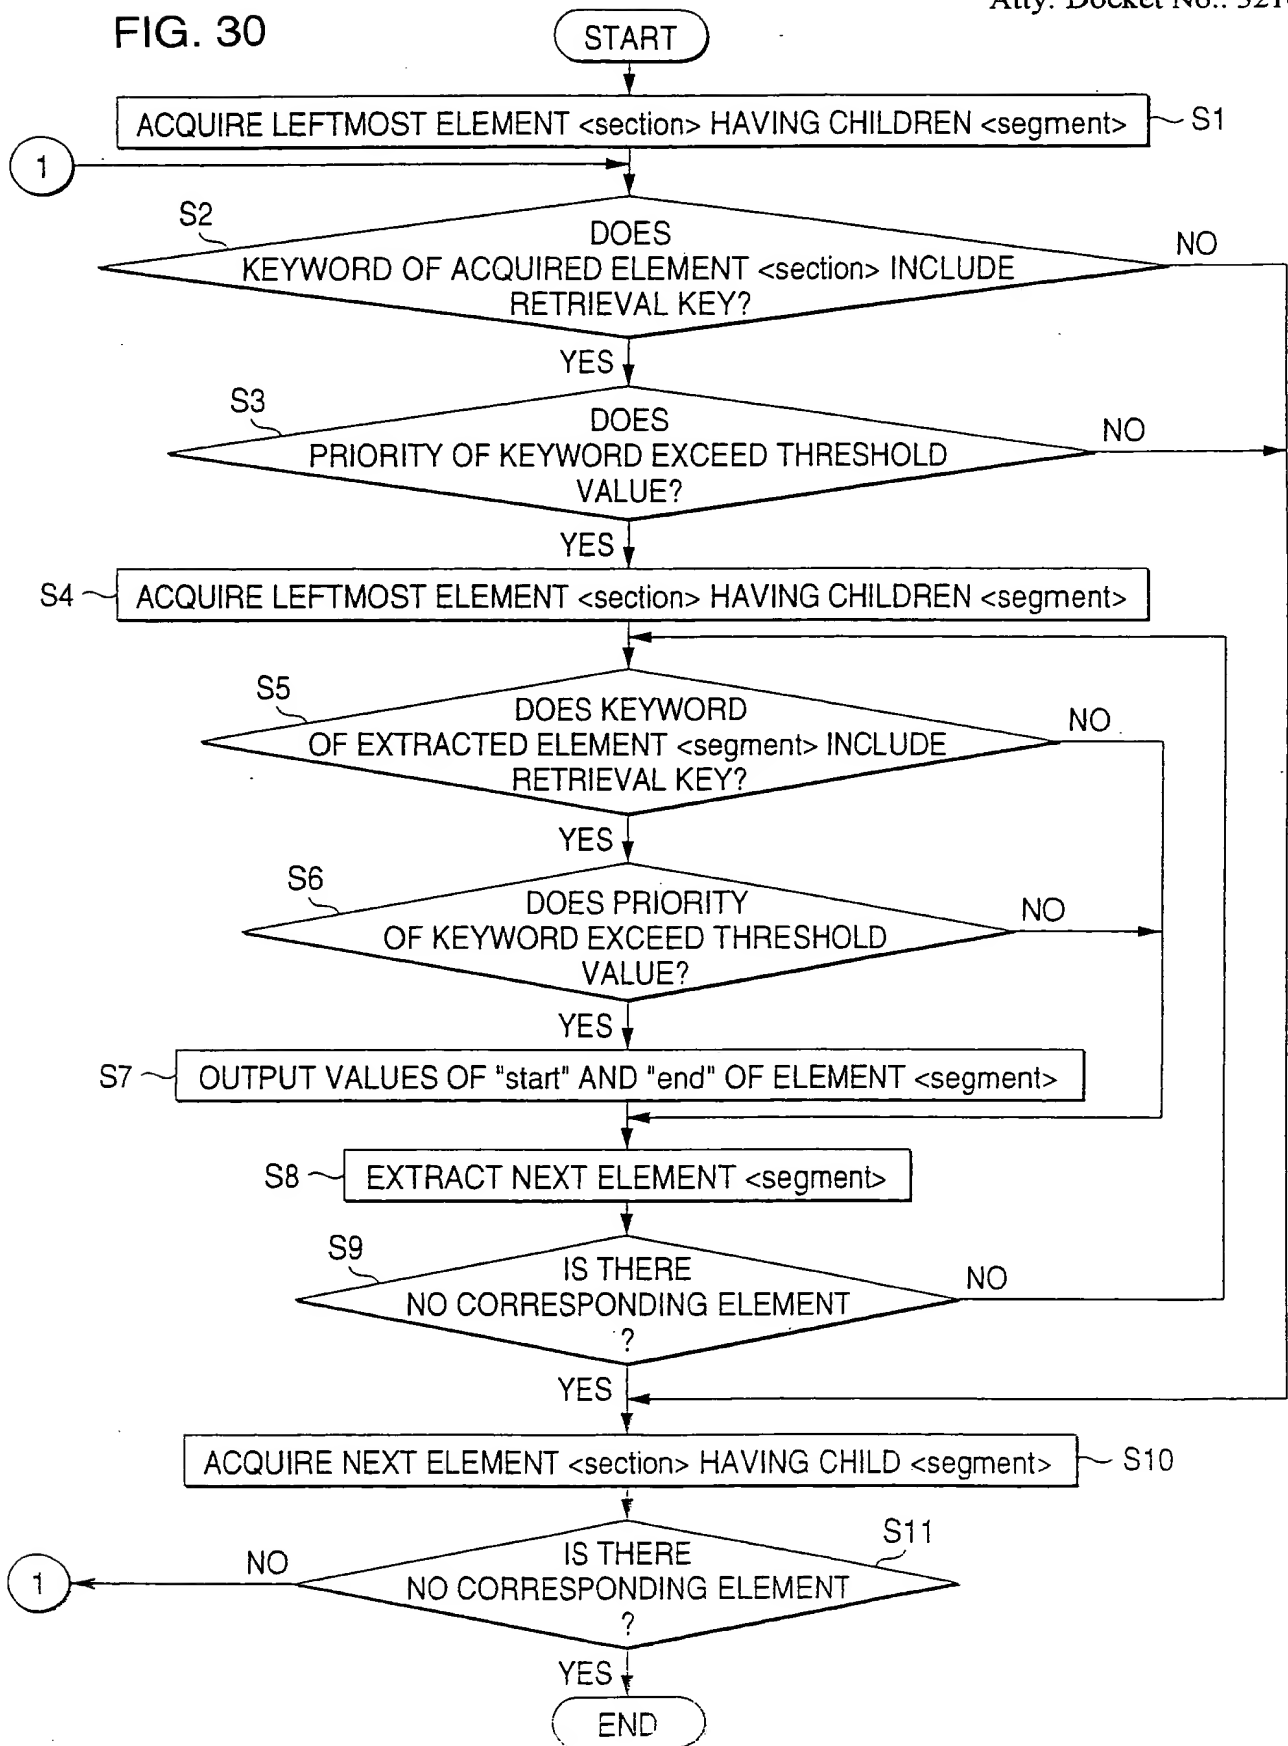 Atty. Docket No.: 
FIG. 30
START
ACQUIRE LEFTMOST ELEMENT <section> HAVING CHILDREN <segment>
S1
1
S2
DOES
KEYWORD OF ACQUIRED ELEMENT <section> INCLUDE
RETRIEVAL KEY?
NO
YES
S3
DOES
PRIORITY OF KEYWORD EXCEED THRESHOLD
VALUE?
NO
YES
S4
ACQUIRE LEFTMOST ELEMENT <section> HAVING CHILDREN <segment>
S5
DOES KEYWORD
OF EXTRACTED ELEMENT <segment> INCLUDE
RETRIEVAL KEY?
NO
YES
S6
DOES PRIORITY
OF KEYWORD EXCEED THRESHOLD
VALUE?
NO
YES
S7
OUTPUT VALUES OF "start" AND "end" OF ELEMENT <segment>
S8
EXTRACT NEXT ELEMENT <segment>
S9
IS THERE
NO CORRESPONDING ELEMENT
?
NO
YES
ACQUIRE NEXT ELEMENT <section> HAVING CHILD <segment>
S10
S11
IS THERE
NO CORRESPONDING ELEMENT
?
NO
1
YES
END